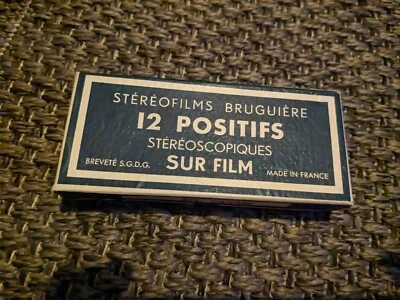 STÉRÉOFILMS BRUGUIÈRE
12 POSITIFS
STÉRÉOSCOPIQUES
BREVETÉ S.G.D.G. SUR FILM MADE IN FRANCE